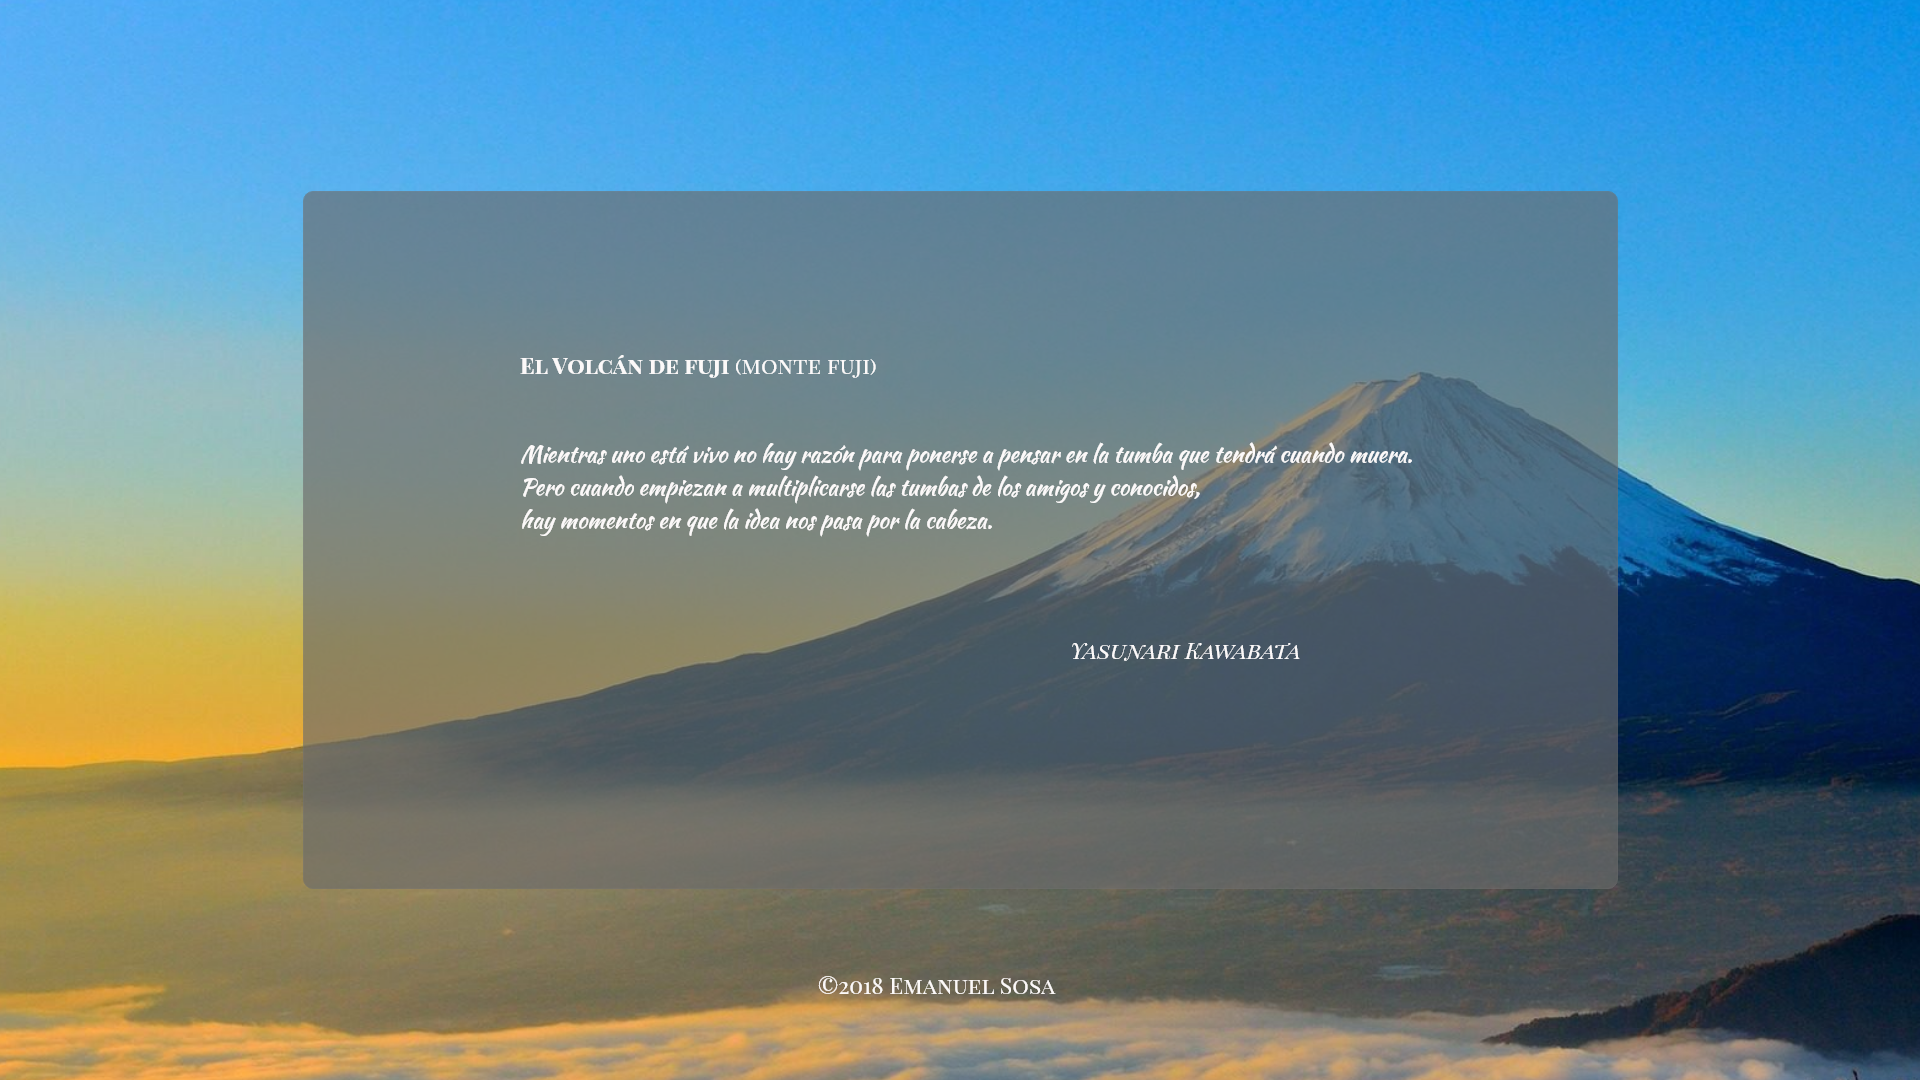 El Volcán de fuji (monte fuji)
Mientras uno está vivo no hay razón para ponerse a pensar en la tumba que tendrá cuando muera.
Pero cuando empiezan a multiplicarse las tumbas de los amigos y conocidos,
hay momentos en que la idea nos pasa por la cabeza.
Yasunari Kawabata
©2018 Emanuel Sosa